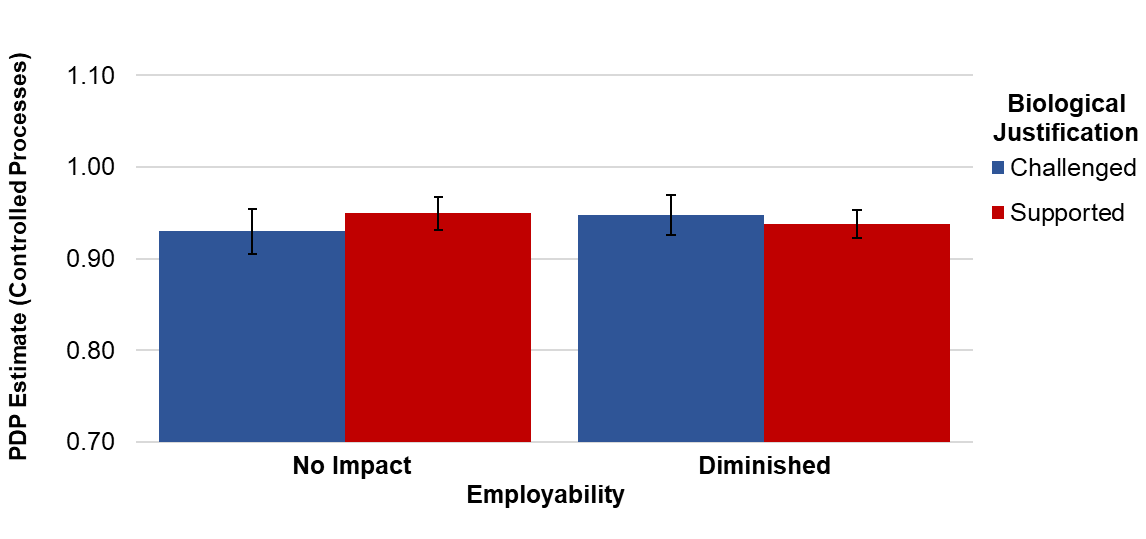 PDP Estimate (Controlled Processes)
1.10
1.00
0.90
0.80
0.70
No Impact
Diminished
Employability
Biological
Justification
Challenged
Supported